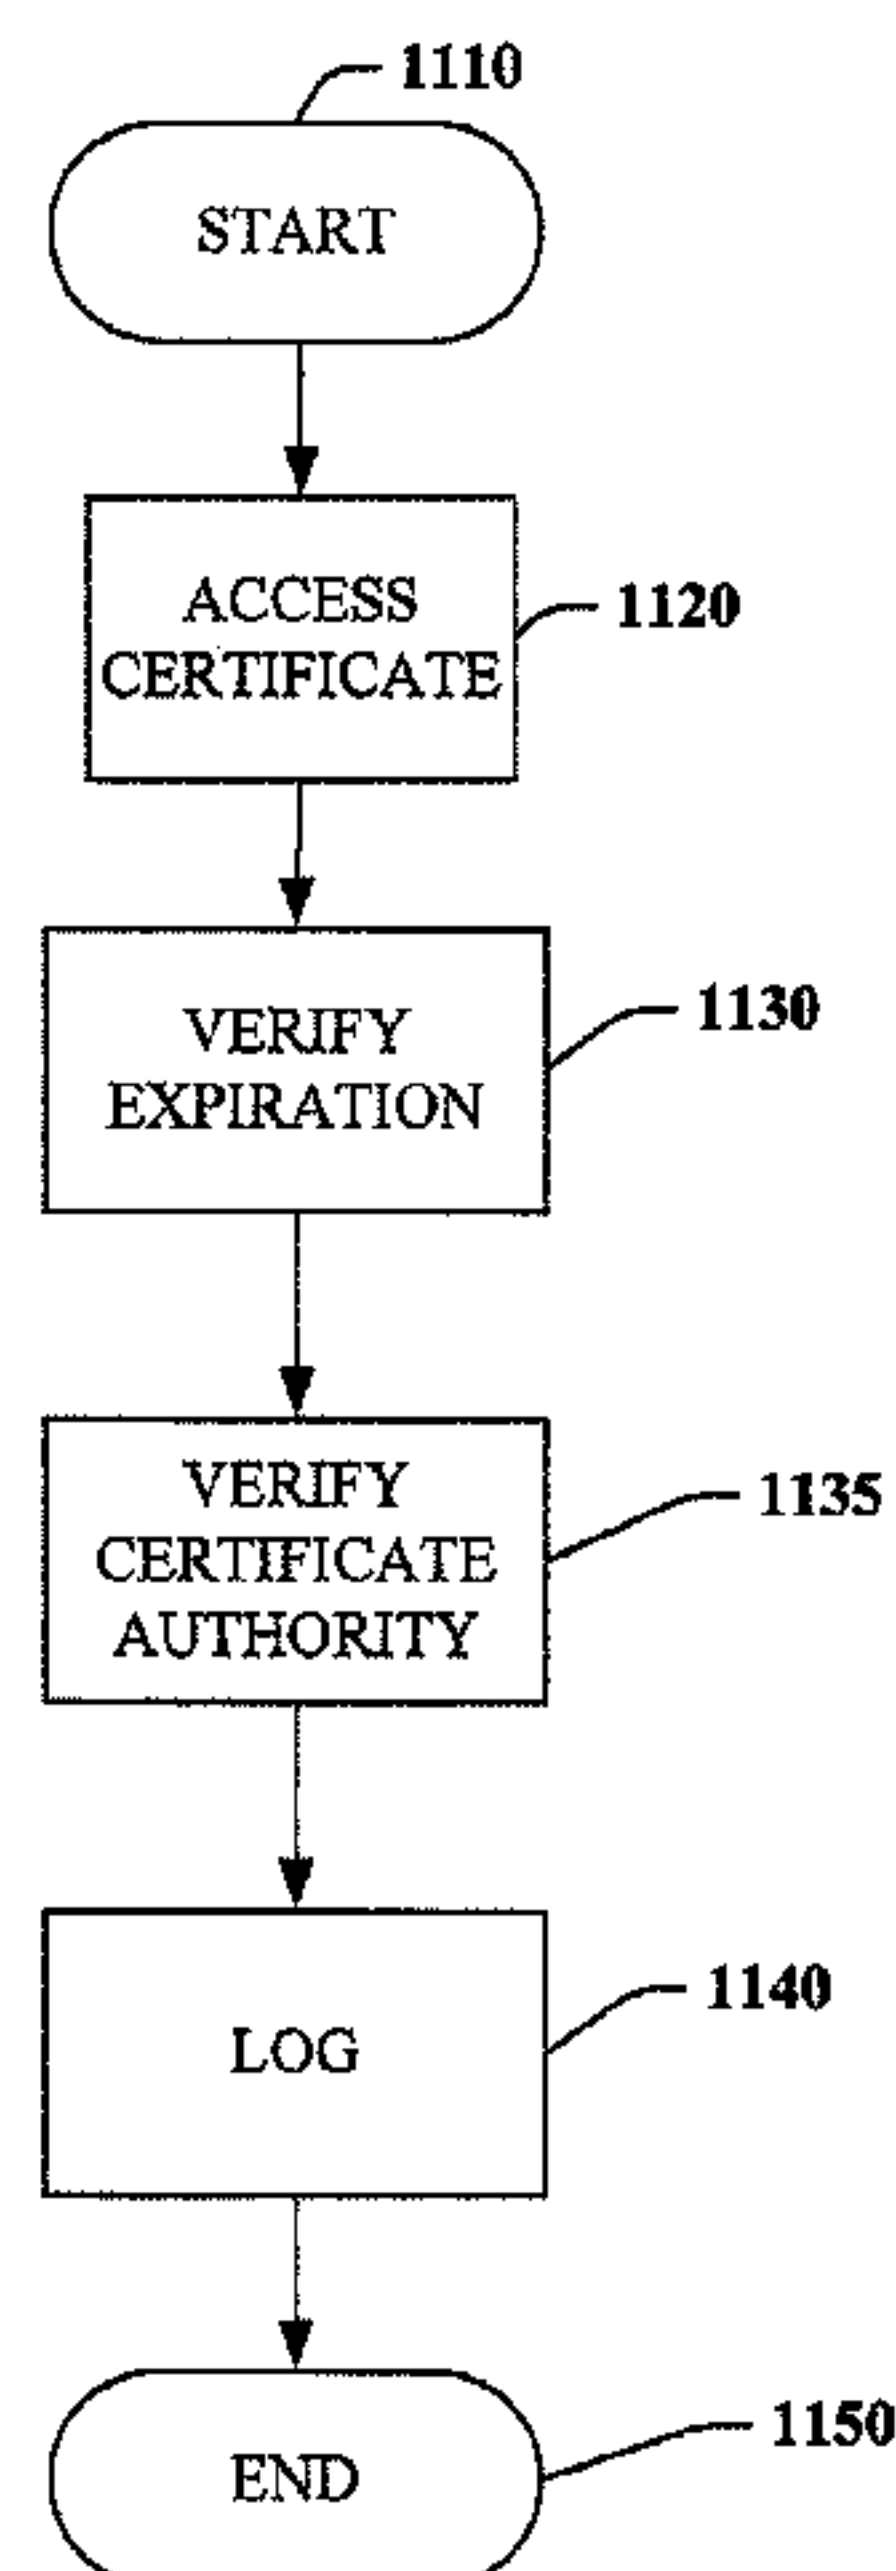 1110
START
ACCESS
CERTIFICATE
1120
VERIFY
EXPIRATION
1130
VERIFY
CERTIFICATE
AUTHORITY
1135
LOG
1140
END
1150